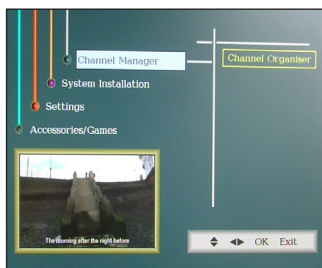 Channel Manager
Channel Organiser
System Installation
Settings
Accessories/Games
The morning after the night before
OK Exit